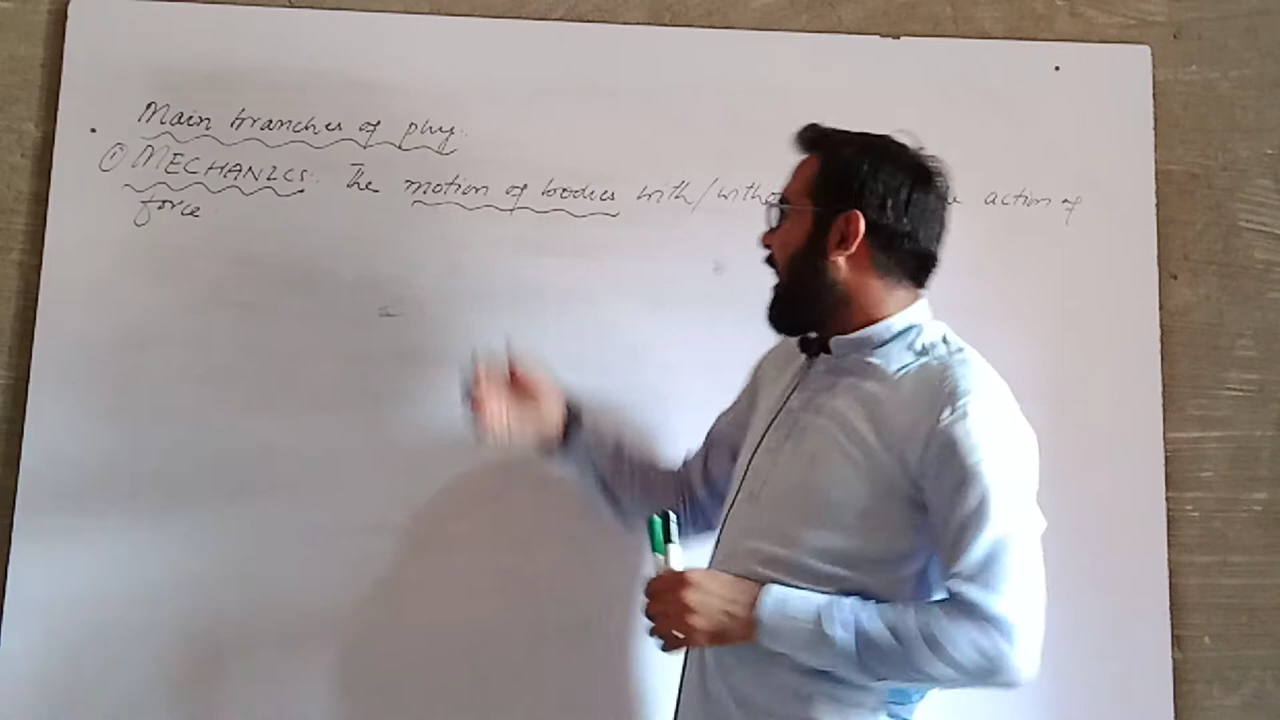 Main branches of phy:
① MECHANICS: The motion of bodies with/witho action of
force